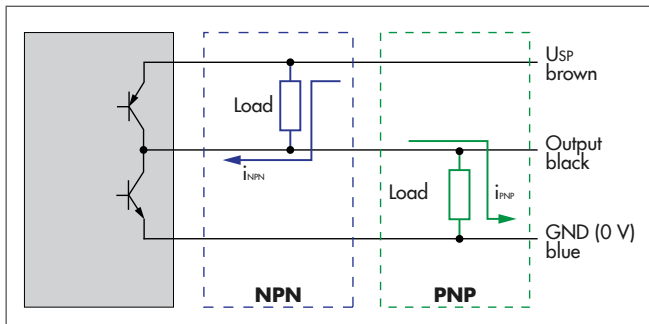 USP
brown
Load
Output
black
iNPN
Load
iPNP
GND (0 V)
blue
NPN
PNP